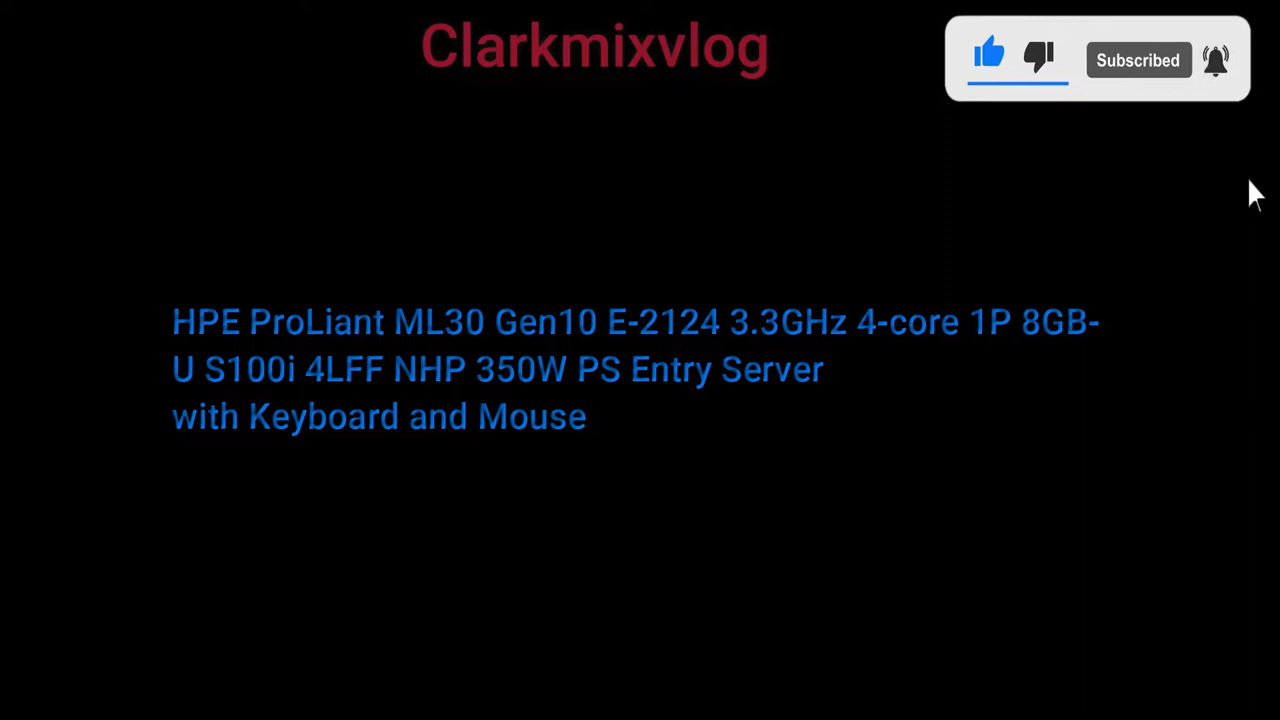 Clarkmixvlog
Subscribed
HPE ProLiant ML30 Gen10 E-2124 3.3GHz 4-core 1P 8GB-
U S100i 4LFF NHP 350W PS Entry Server
with Keyboard and Mouse